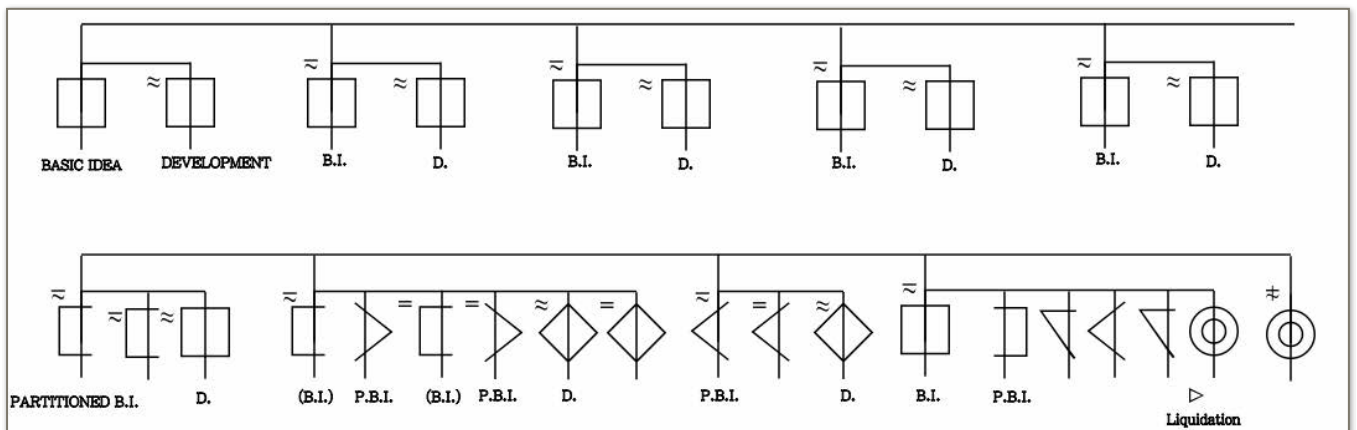 BASIC IDEA DEVELOPMENT B.I. D. B.I. D. B.I. D. B.I. D.
PARTITIONED B.I. D. (B.I.) P.B.I. (B.I.) P.B.I. D. P.B.I. D. B.I. P.B.I.
Liquidation